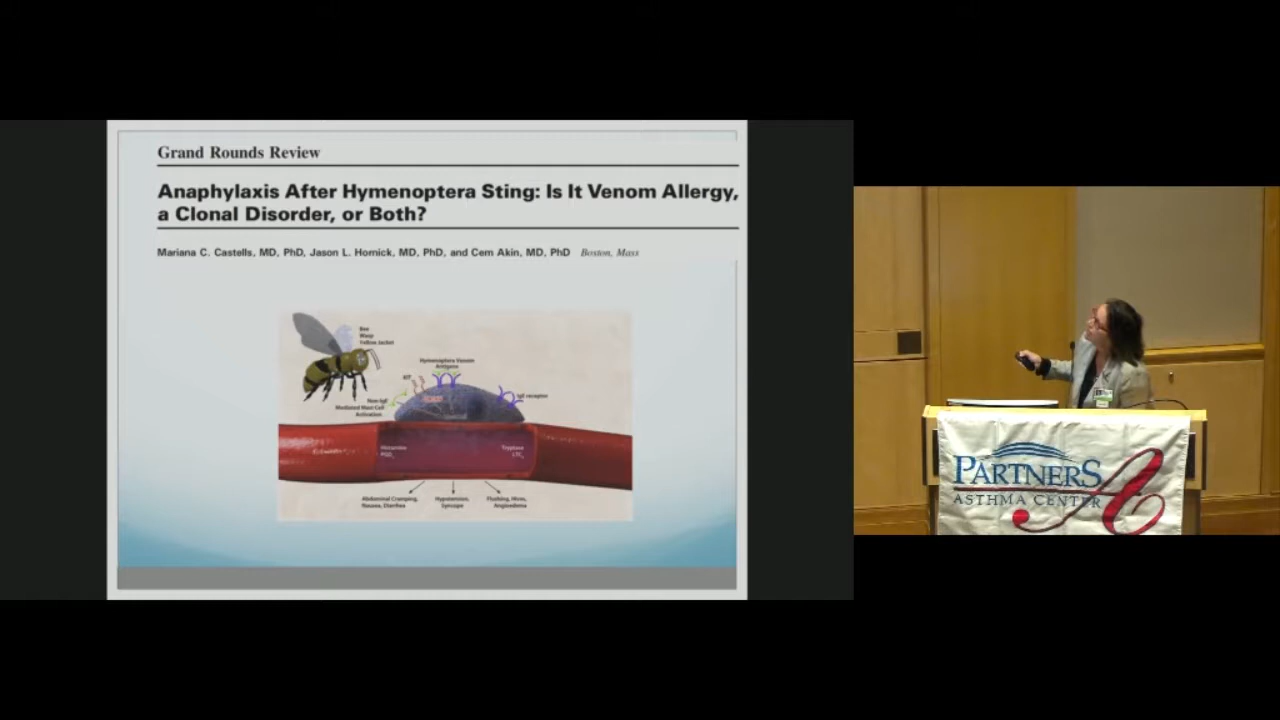 Grand Rounds Review
Anaphylaxis After Hymenoptera Sting: Is It Venom Allergy,
a Clonal Disorder, or Both?
Mariana C. Castells, MD, PhD, Jason L. Hornick, MD, PhD, and Cem Akin, MD, PhD Boston, Mass
Bee
Wasp
Yellow Jacket
Hymenoptera Venom
Antigens
KIT
Non-IgE
Mediated Mast Cell
Activation
IgE receptor
Histamine
PGD₂
Tryptase
LTC₄
Abdominal Cramping,
Nausea, Diarrhea
Hypotension,
Syncope
Flushing, Hives,
Angioedema
PARTNERS
ASTHMA CENTER